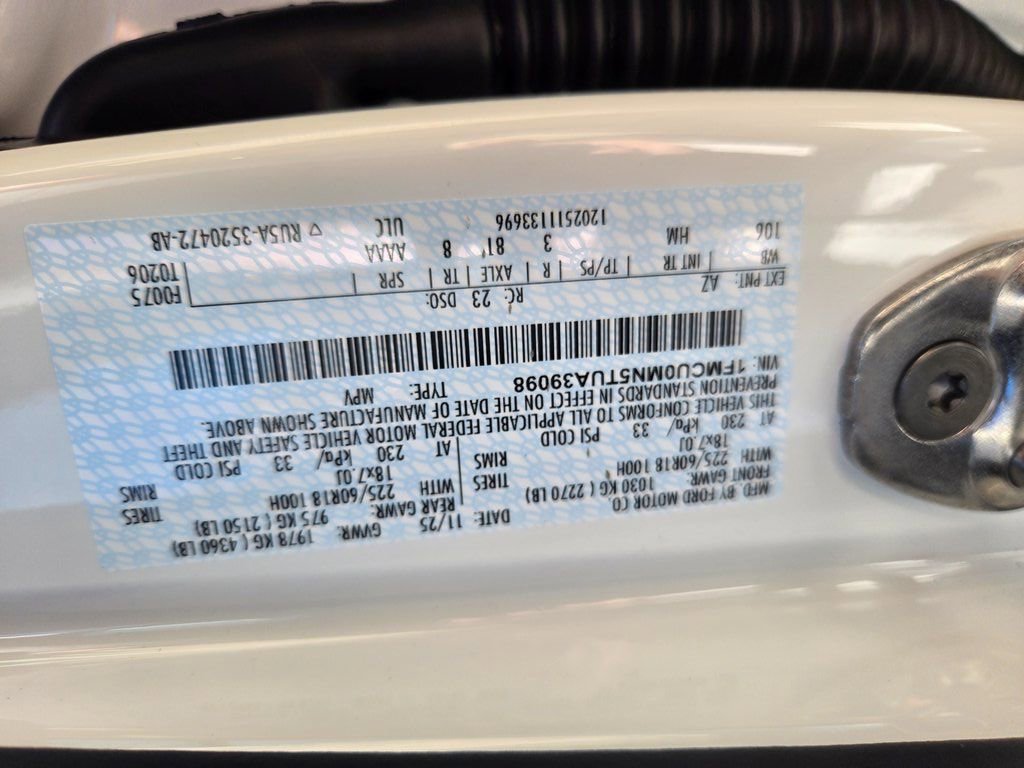 MFD. BY FORD MOTOR CO.
DATE: 11/25 GVWR: 1978 KG ( 4360 LB)
FRONT GAWR: 1030 KG ( 2270 LB) REAR GAWR: 975 KG ( 2150 LB)
WITH 225/60R18 100H TIRES WITH 225/60R18 100H TIRES
18x7.0J RIMS 18x7.0J RIMS
AT 230 kPa/ 33 PSI COLD AT 230 kPa/ 33 PSI COLD
THIS VEHICLE CONFORMS TO ALL APPLICABLE FEDERAL MOTOR VEHICLE SAFETY AND THEFT
PREVENTION STANDARDS IN EFFECT ON THE DATE OF MANUFACTURE SHOWN ABOVE.
VIN: 1FMCU0MN5TUA39098 TYPE: MPV
EXT PNT: AZ RC: 23 DSO: F0075
WB INT TR TP/PS R AXLE TR SPR T0206
106 HM 3 81 8 AAAA
120251133696 ULC ▽ RU5A-3S20472-AB